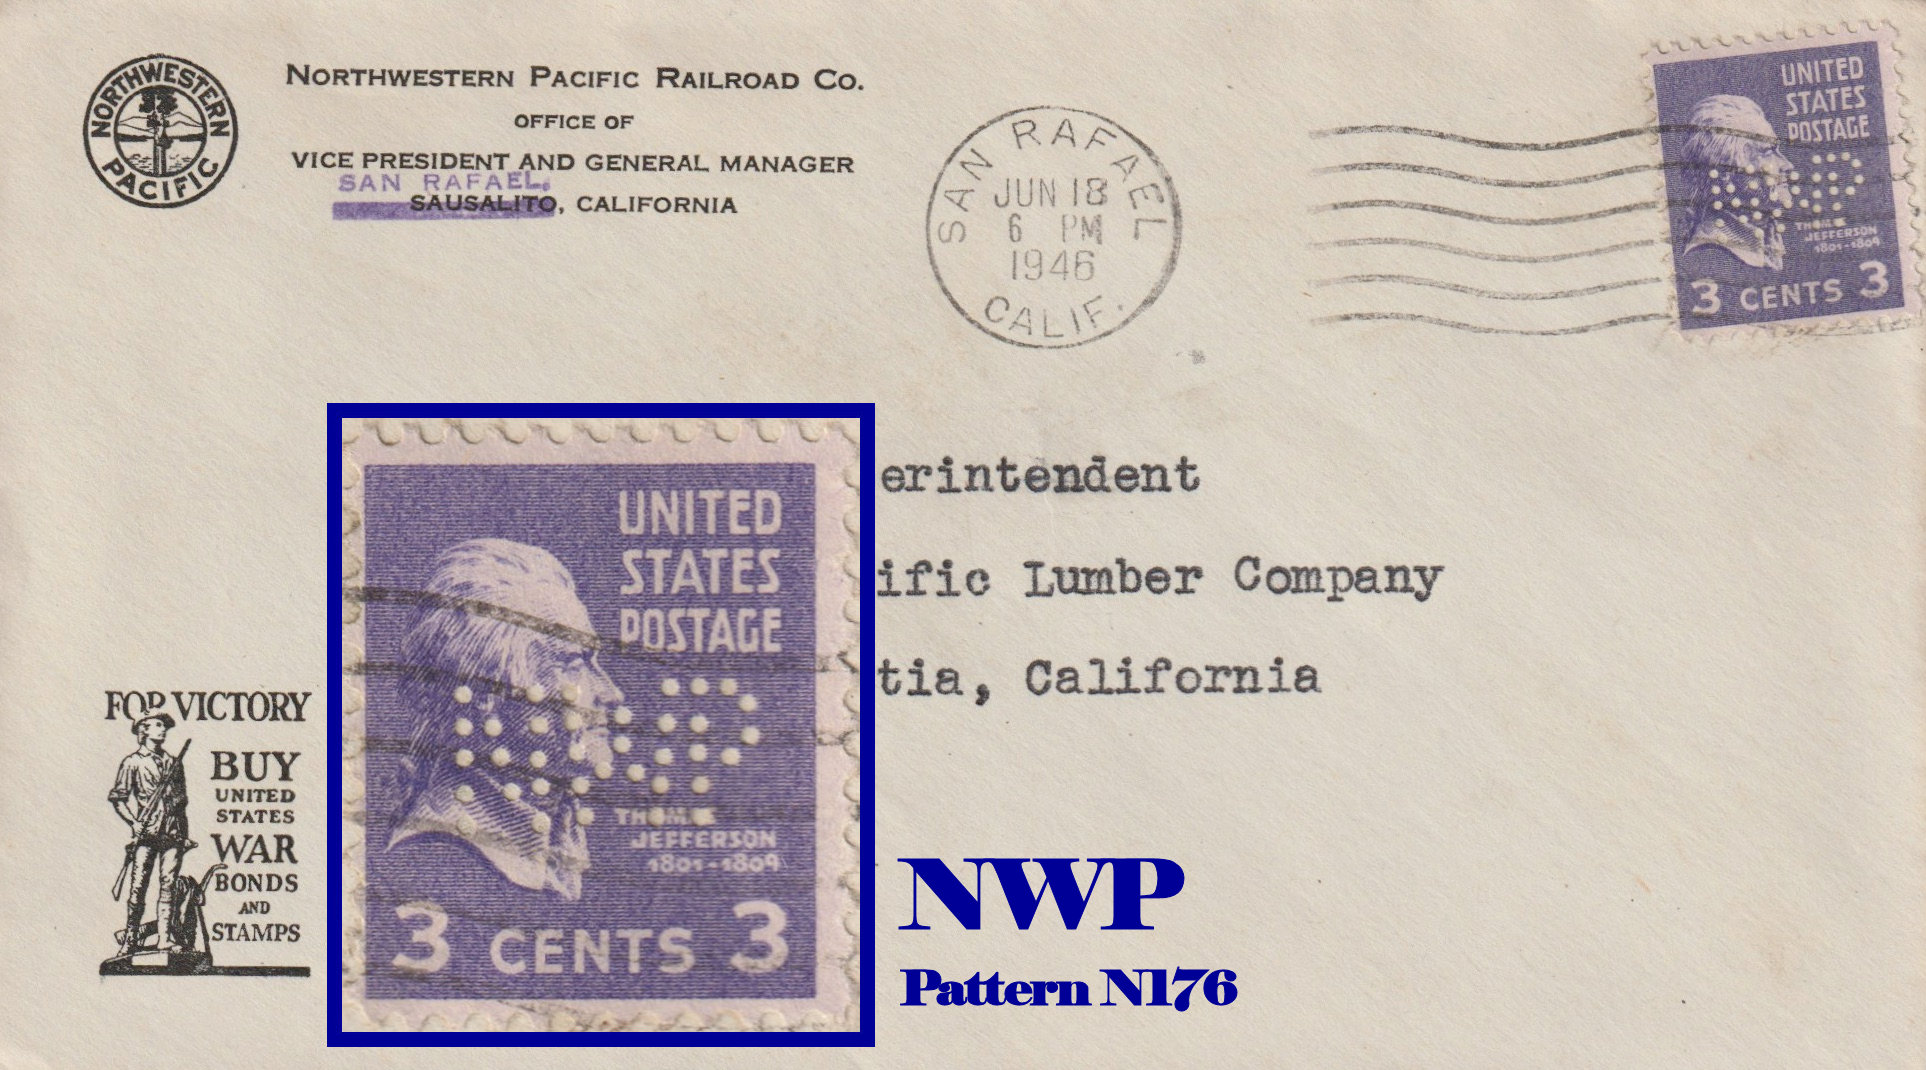 NORTHWESTERN
PACIFIC
NORTHWESTERN PACIFIC RAILROAD CO.
OFFICE OF
VICE PRESIDENT AND GENERAL MANAGER
SAN RAFAEL,
SAUSALITO, CALIFORNIA
SAN RAFAEL
JUN 18
6 PM
1946
CALIF.
UNITED
STATES
POSTAGE
NWP
THOMAS
JEFFERSON
1801-1809
3 CENTS 3
erintendent
ific Lumber Company
tia, California
UNITED
STATES
POSTAGE
NWP
THOMAS
JEFFERSON
1801-1809
3 CENTS 3
FOR VICTORY
BUY
UNITED
STATES
WAR
BONDS
AND
STAMPS
NWP
Pattern N176